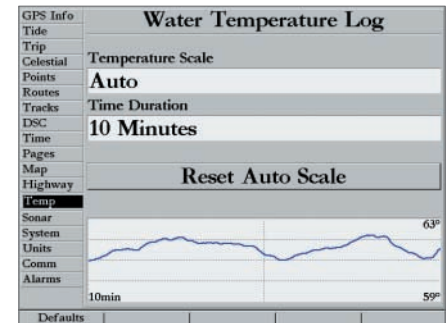 GPS Info
Tide
Trip
Celestial
Points
Routes
Tracks
DSC
Time
Pages
Map
Highway
Temp
Sonar
System
Units
Comm
Alarms
Water Temperature Log
Temperature Scale
Auto
Time Duration
10 Minutes
Reset Auto Scale
63°
10min
59°
Defaults